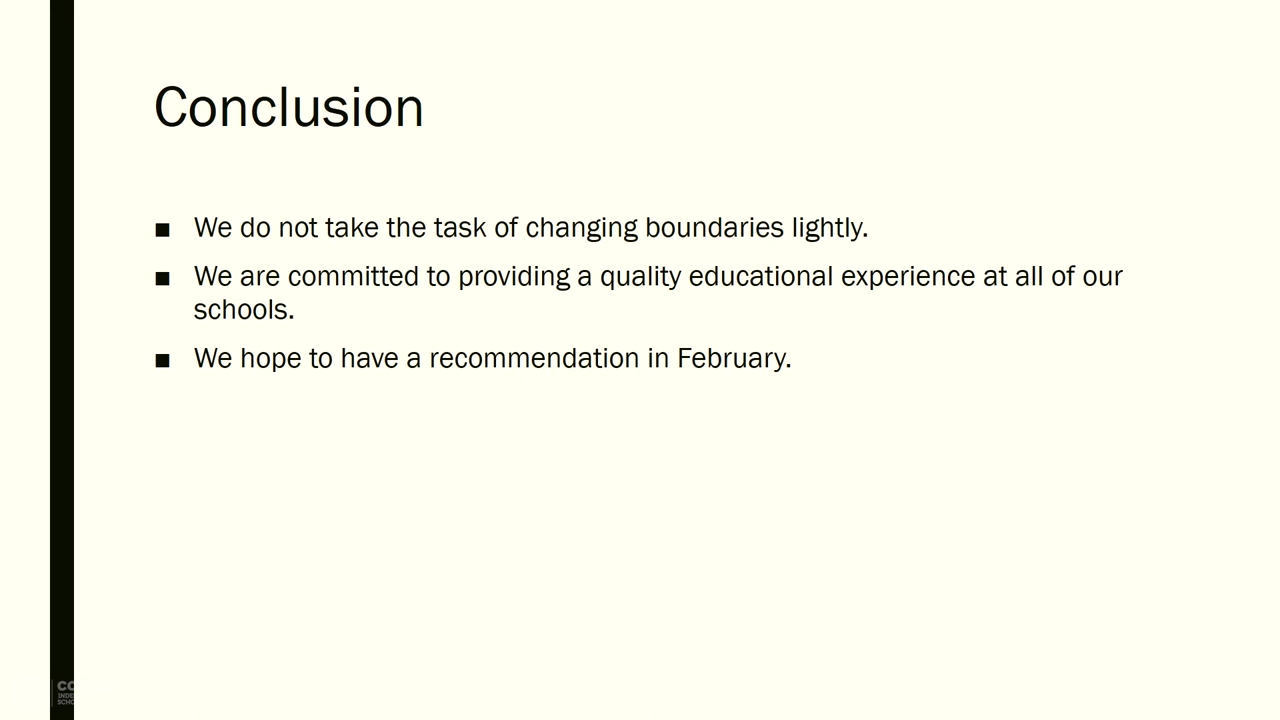 Conclusion
■ We do not take the task of changing boundaries lightly.
■ We are committed to providing a quality educational experience at all of our
schools.
■ We hope to have a recommendation in February.